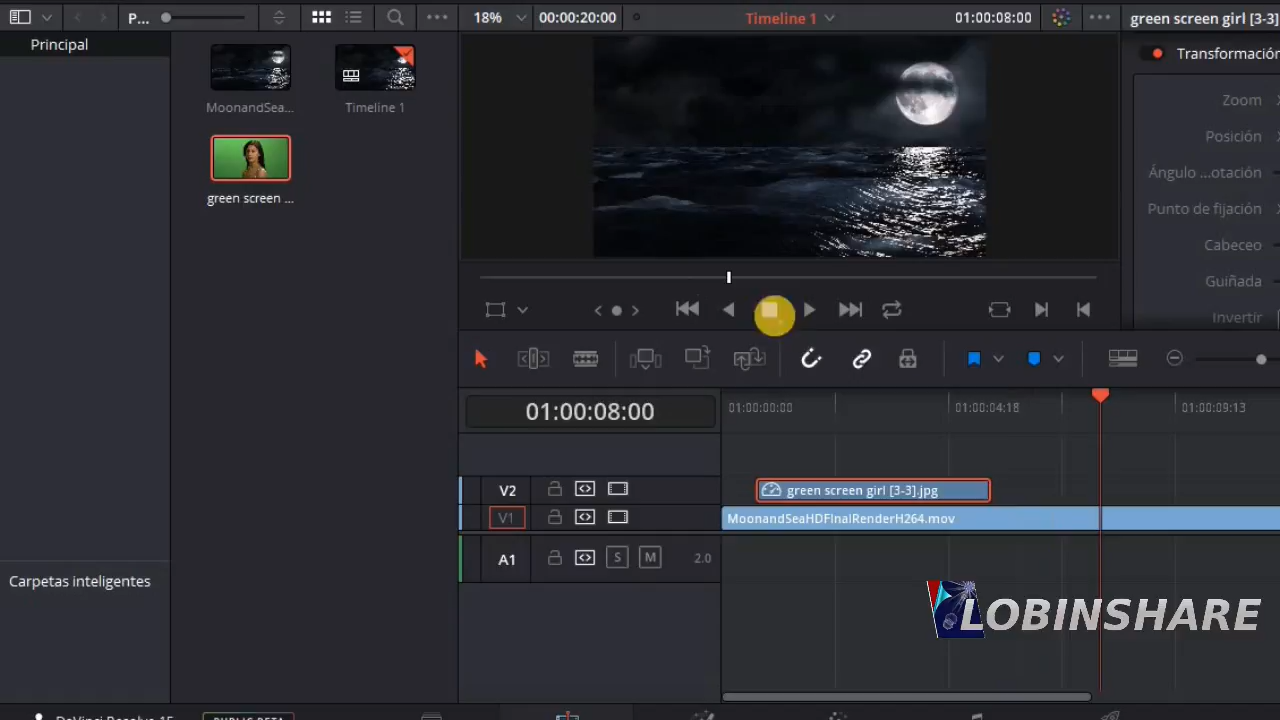 P...
18%
00:00:20:00
Timeline 1
01:00:08:00
green screen girl [3-3]
Principal
Transformación
MoonandSea...
Timeline 1
green screen ...
Zoom
Posición
Ángulo ...otación
Punto de fijación
Cabeceo
Guiñada
Invertir
01:00:08:00
01:00:00:00
01:00:04:18
01:00:09:13
V2
green screen girl [3-3].jpg
V1
MoonandSeaHDFinalRenderH264.mov
A1
S
M
2.0
Carpetas inteligentes
LOBINSHARE
DaVinci Resolve 15
PUBLIC BETA